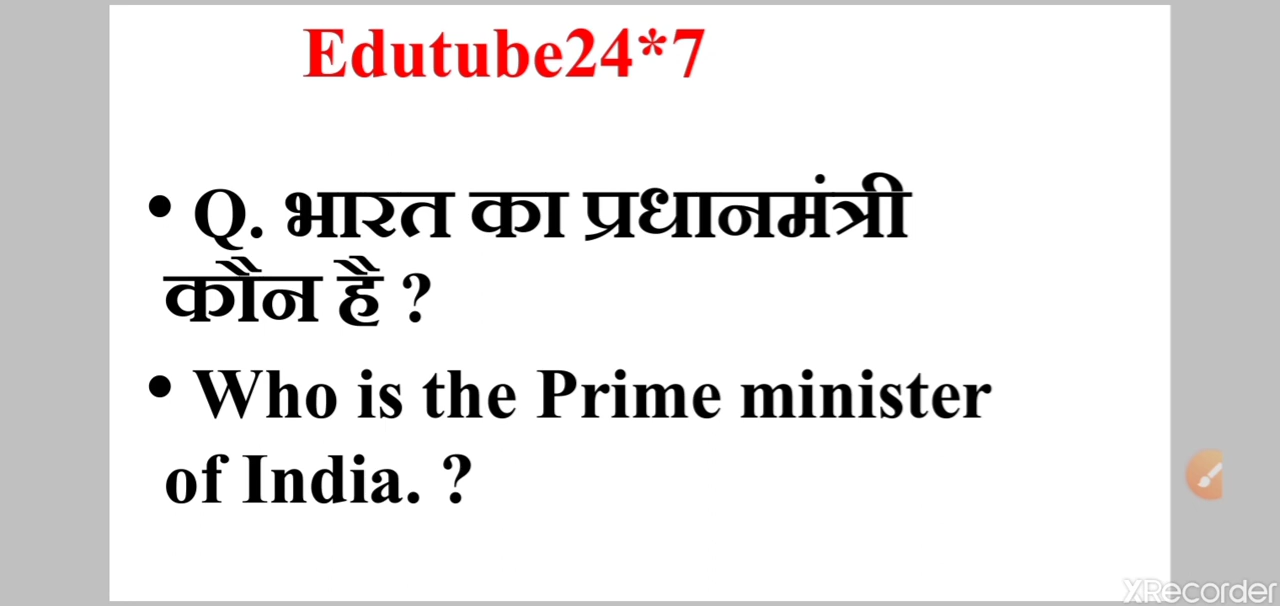 Edutube24*7
• Q. भारत का प्रधानमंत्री
कौन है ?
• Who is the Prime minister
of India. ?
XRecorder